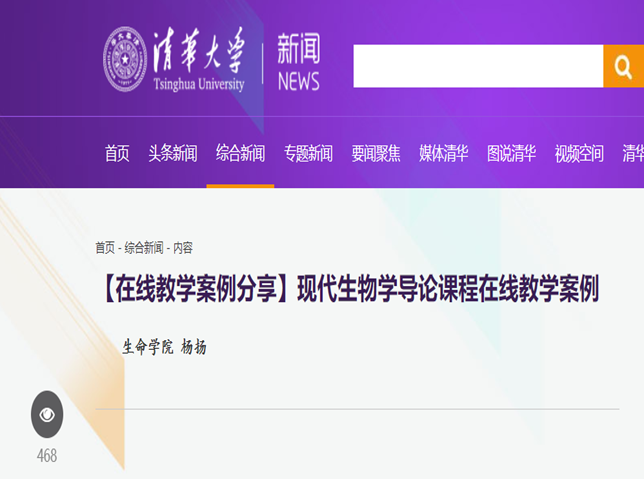 清华大学
Tsinghua University
新闻
NEWS
首页 头条新闻 综合新闻 专题新闻 要闻聚焦 媒体清华 图说清华 视频空间 清华
首页 - 综合新闻 - 内容
【在线教学案例分享】现代生物学导论课程在线教学案例
生命学院 杨扬
468